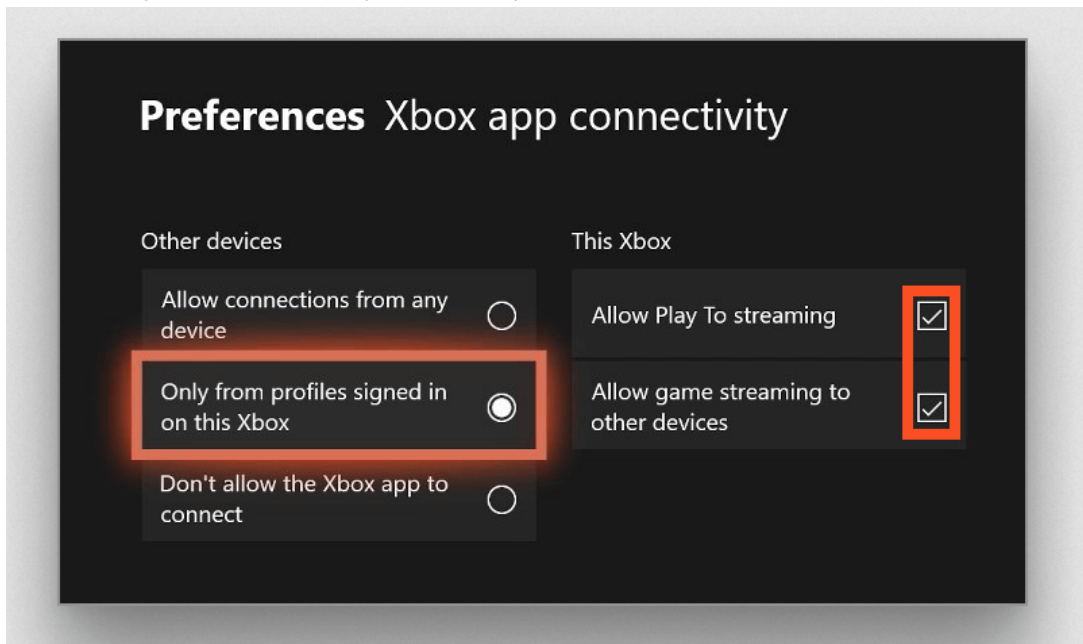 Preferences Xbox app connectivity
Other devices
Allow connections from any
device
Only from profiles signed in
on this Xbox
Don't allow the Xbox app to
connect
This Xbox
Allow Play To streaming
Allow game streaming to
other devices